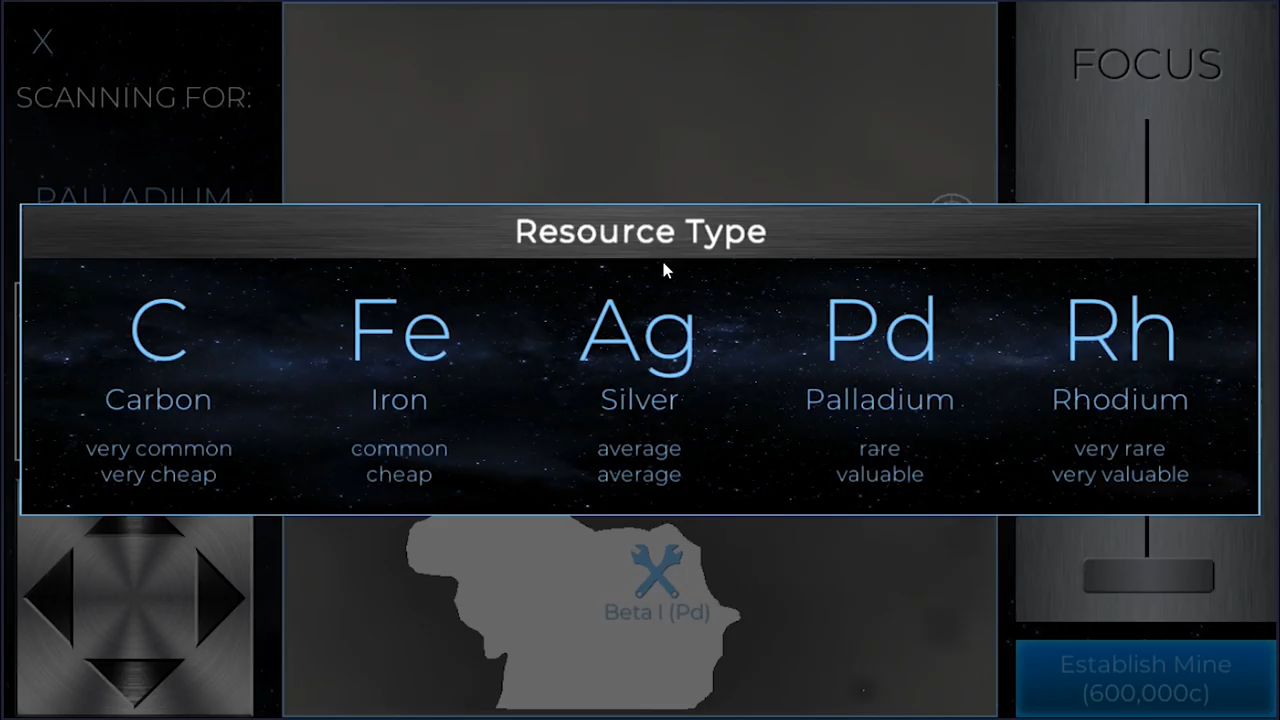 X
SCANNING FOR:
PALLADIUM
FOCUS
Resource Type
C
Carbon
very common
very cheap
Fe
Iron
common
cheap
Ag
Silver
average
average
Pd
Palladium
rare
valuable
Rh
Rhodium
very rare
very valuable
Beta I (Pd)
Establish Mine
(600,000c)